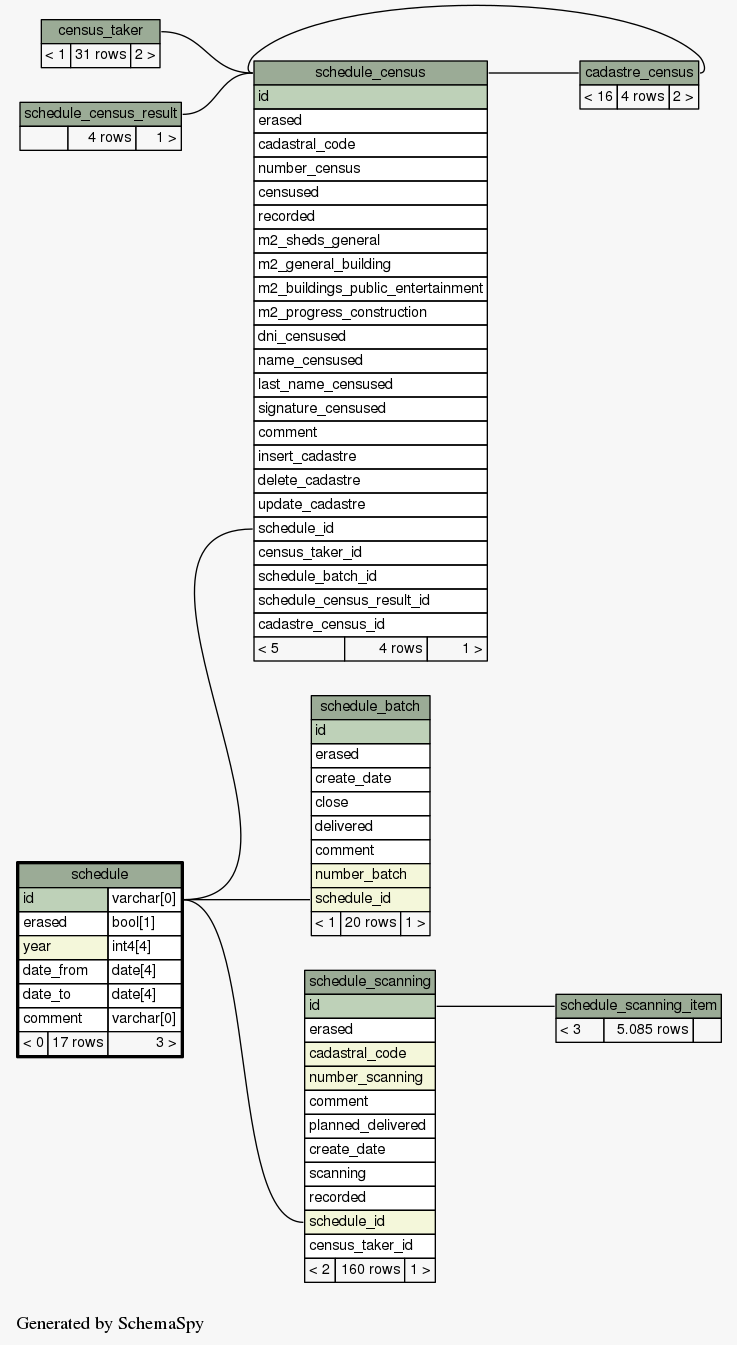 census_taker
< 1 31 rows 2 >
schedule_census_result
4 rows 1 >
schedule_census
id
erased
cadastral_code
number_census
censused
recorded
m2_sheds_general
m2_general_building
m2_buildings_public_entertainment
m2_progress_construction
dni_censused
name_censused
last_name_censused
signature_censused
comment
insert_cadastre
delete_cadastre
update_cadastre
schedule_id
census_taker_id
schedule_batch_id
schedule_census_result_id
cadastre_census_id
< 5 4 rows 1 >
cadastre_census
< 16 4 rows 2 >
schedule_batch
id
erased
create_date
close
delivered
comment
number_batch
schedule_id
< 1 20 rows 1 >
schedule
id varchar[0]
erased bool[1]
year int4[4]
date_from date[4]
date_to date[4]
comment varchar[0]
< 0 17 rows 3 >
schedule_scanning
id
erased
cadastral_code
number_scanning
comment
planned_delivered
create_date
scanning
recorded
schedule_id
census_taker_id
< 2 160 rows 1 >
schedule_scanning_item
< 3 5.085 rows
Generated by SchemaSpy